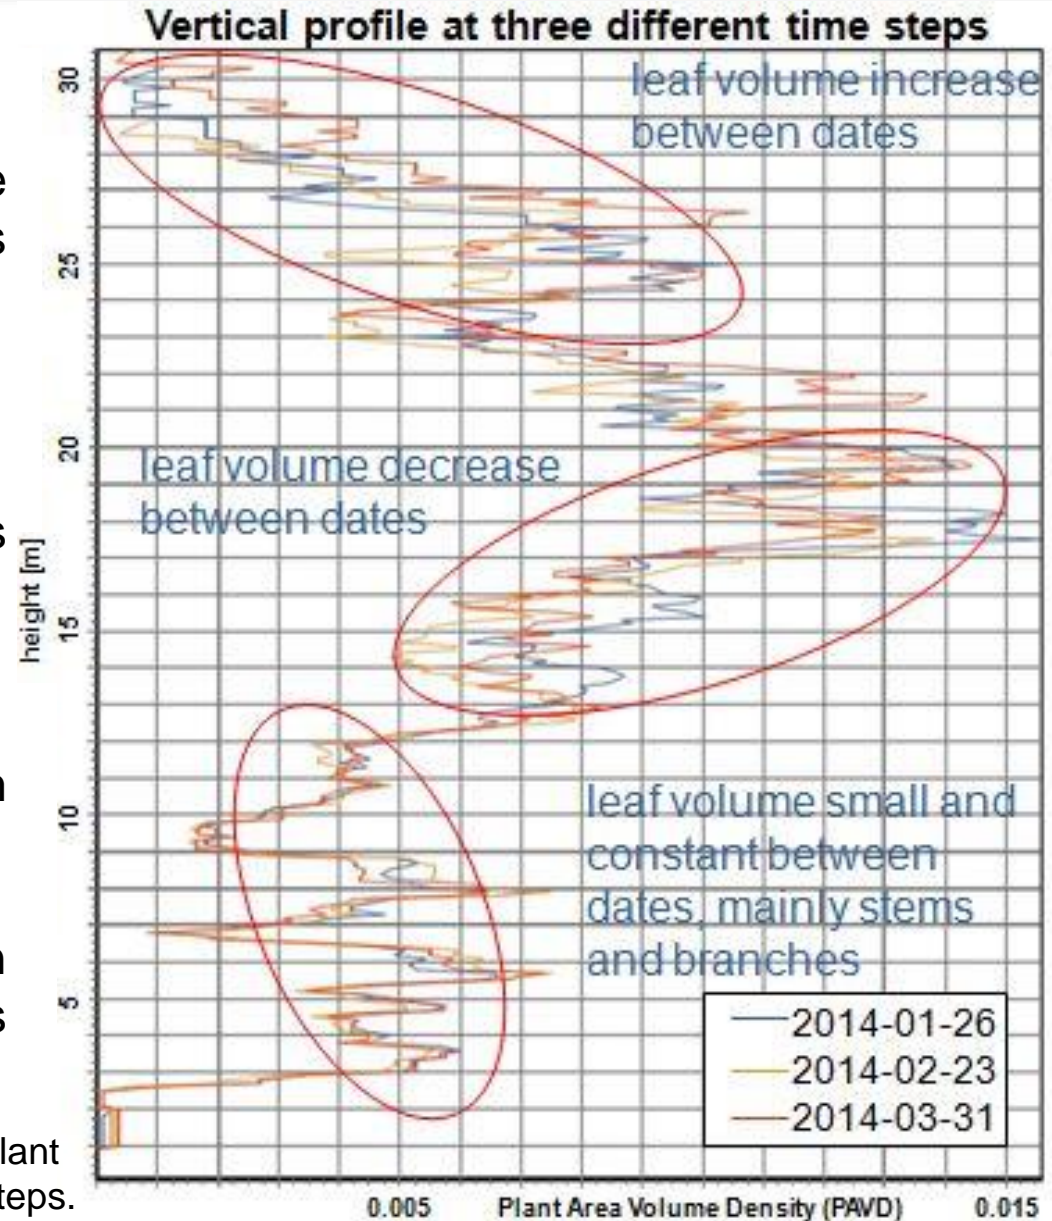 Vertical profile at three different time steps
leaf volume increase
between dates
leaf volume decrease
between dates
leaf volume small and
constant between
dates, mainly stems
and branches
2014-01-26
2014-02-23
2014-03-31
height [m]
30
25
20
15
10
5
0.005 Plant Area Volume Density (PAVD) 0.015
e
s
s
n
n
s
lant
teps.